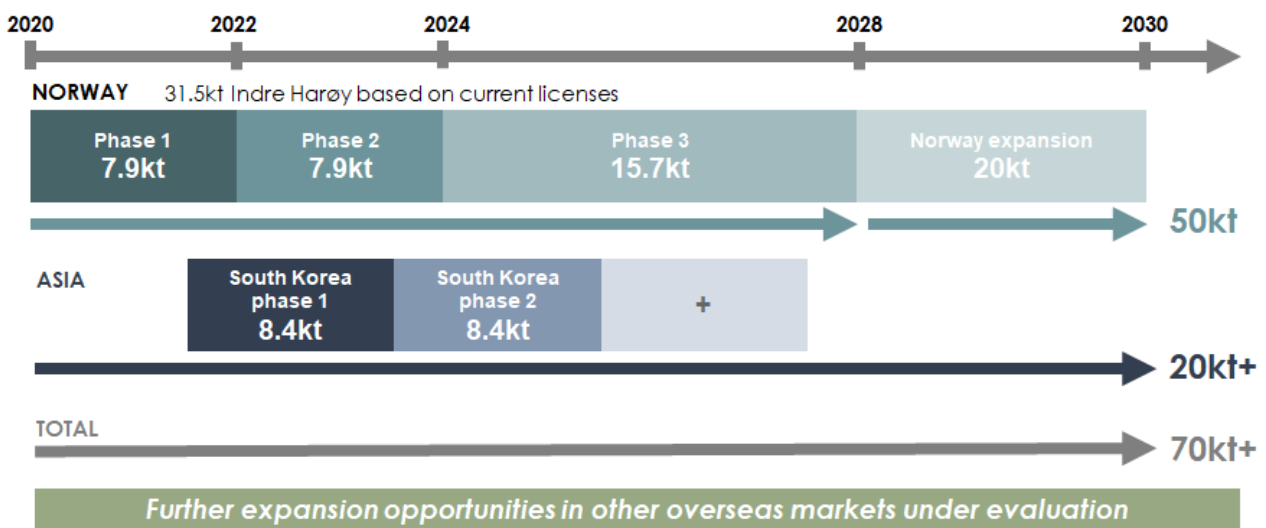 2020 2022 2024 2028 2030
NORWAY 31.5kt Indre Harøy based on current licenses
Phase 1 Phase 2 Phase 3 Norway expansion
7.9kt 7.9kt 15.7kt 20kt
50kt
ASIA
South Korea
phase 1
8.4kt
South Korea
phase 2
8.4kt
+
20kt+
TOTAL
70kt+
Further expansion opportunities in other overseas markets under evaluation